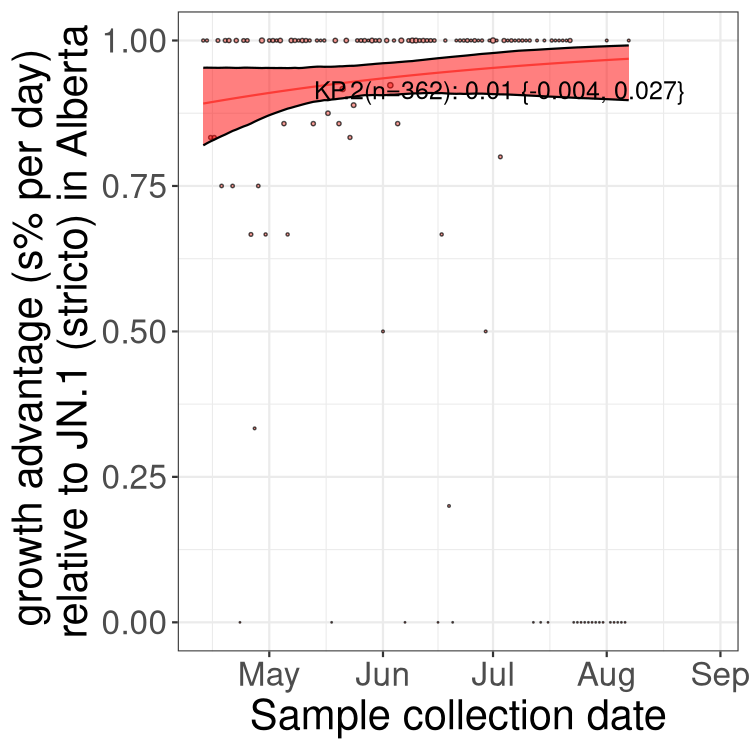 growth advantage (s% per day)
relative to JN.1 (stricto) in Alberta
1.00
0.75
0.50
0.25
0.00
KP.2(n=362): 0.01 {-0.004, 0.027}
May Jun Jul Aug Sep
Sample collection date